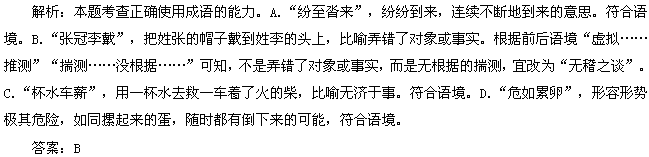 解析：本题考查正确使用成语的能力。A.“纷至沓来”，纷纷到来，连续不断地到来的意思。符合语
境。B.“张冠李戴”，把姓张的帽子戴到姓李的头上，比喻弄错了对象或事实。根据前后语境“虚拟……
推测”“揣测……没根据……”可知，不是弄错了对象或事实，而是无根据的揣测，宜改为“无稽之谈”。
C.“杯水车薪”，用一杯水去救一车着了火的柴，比喻无济于事。符合语境。D.“危如累卵”，形容形势
极其危险，如同摞起来的蛋，随时都有倒下来的可能，符合语境。
答案：B